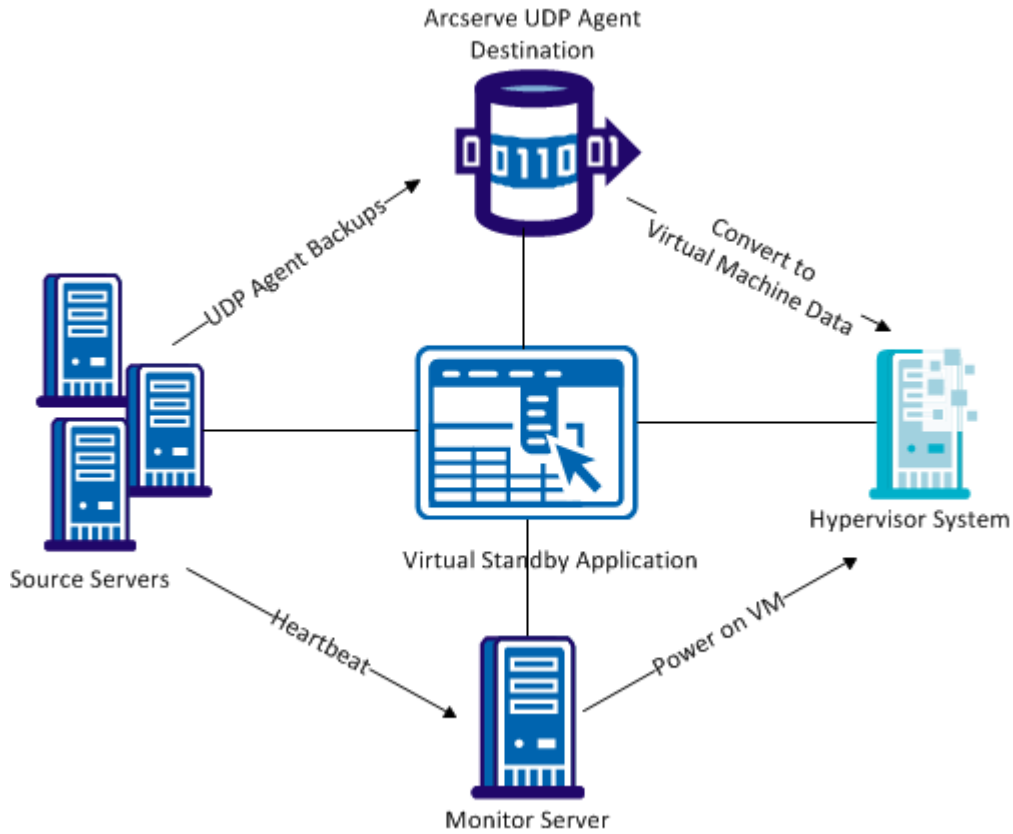 Arcserve UDP Agent
Destination
0 0110 01
UDP Agent Backups
Convert to
Virtual Machine Data
Hypervisor System
Virtual Standby Application
Source Servers
Heartbeat
Power on VM
Monitor Server